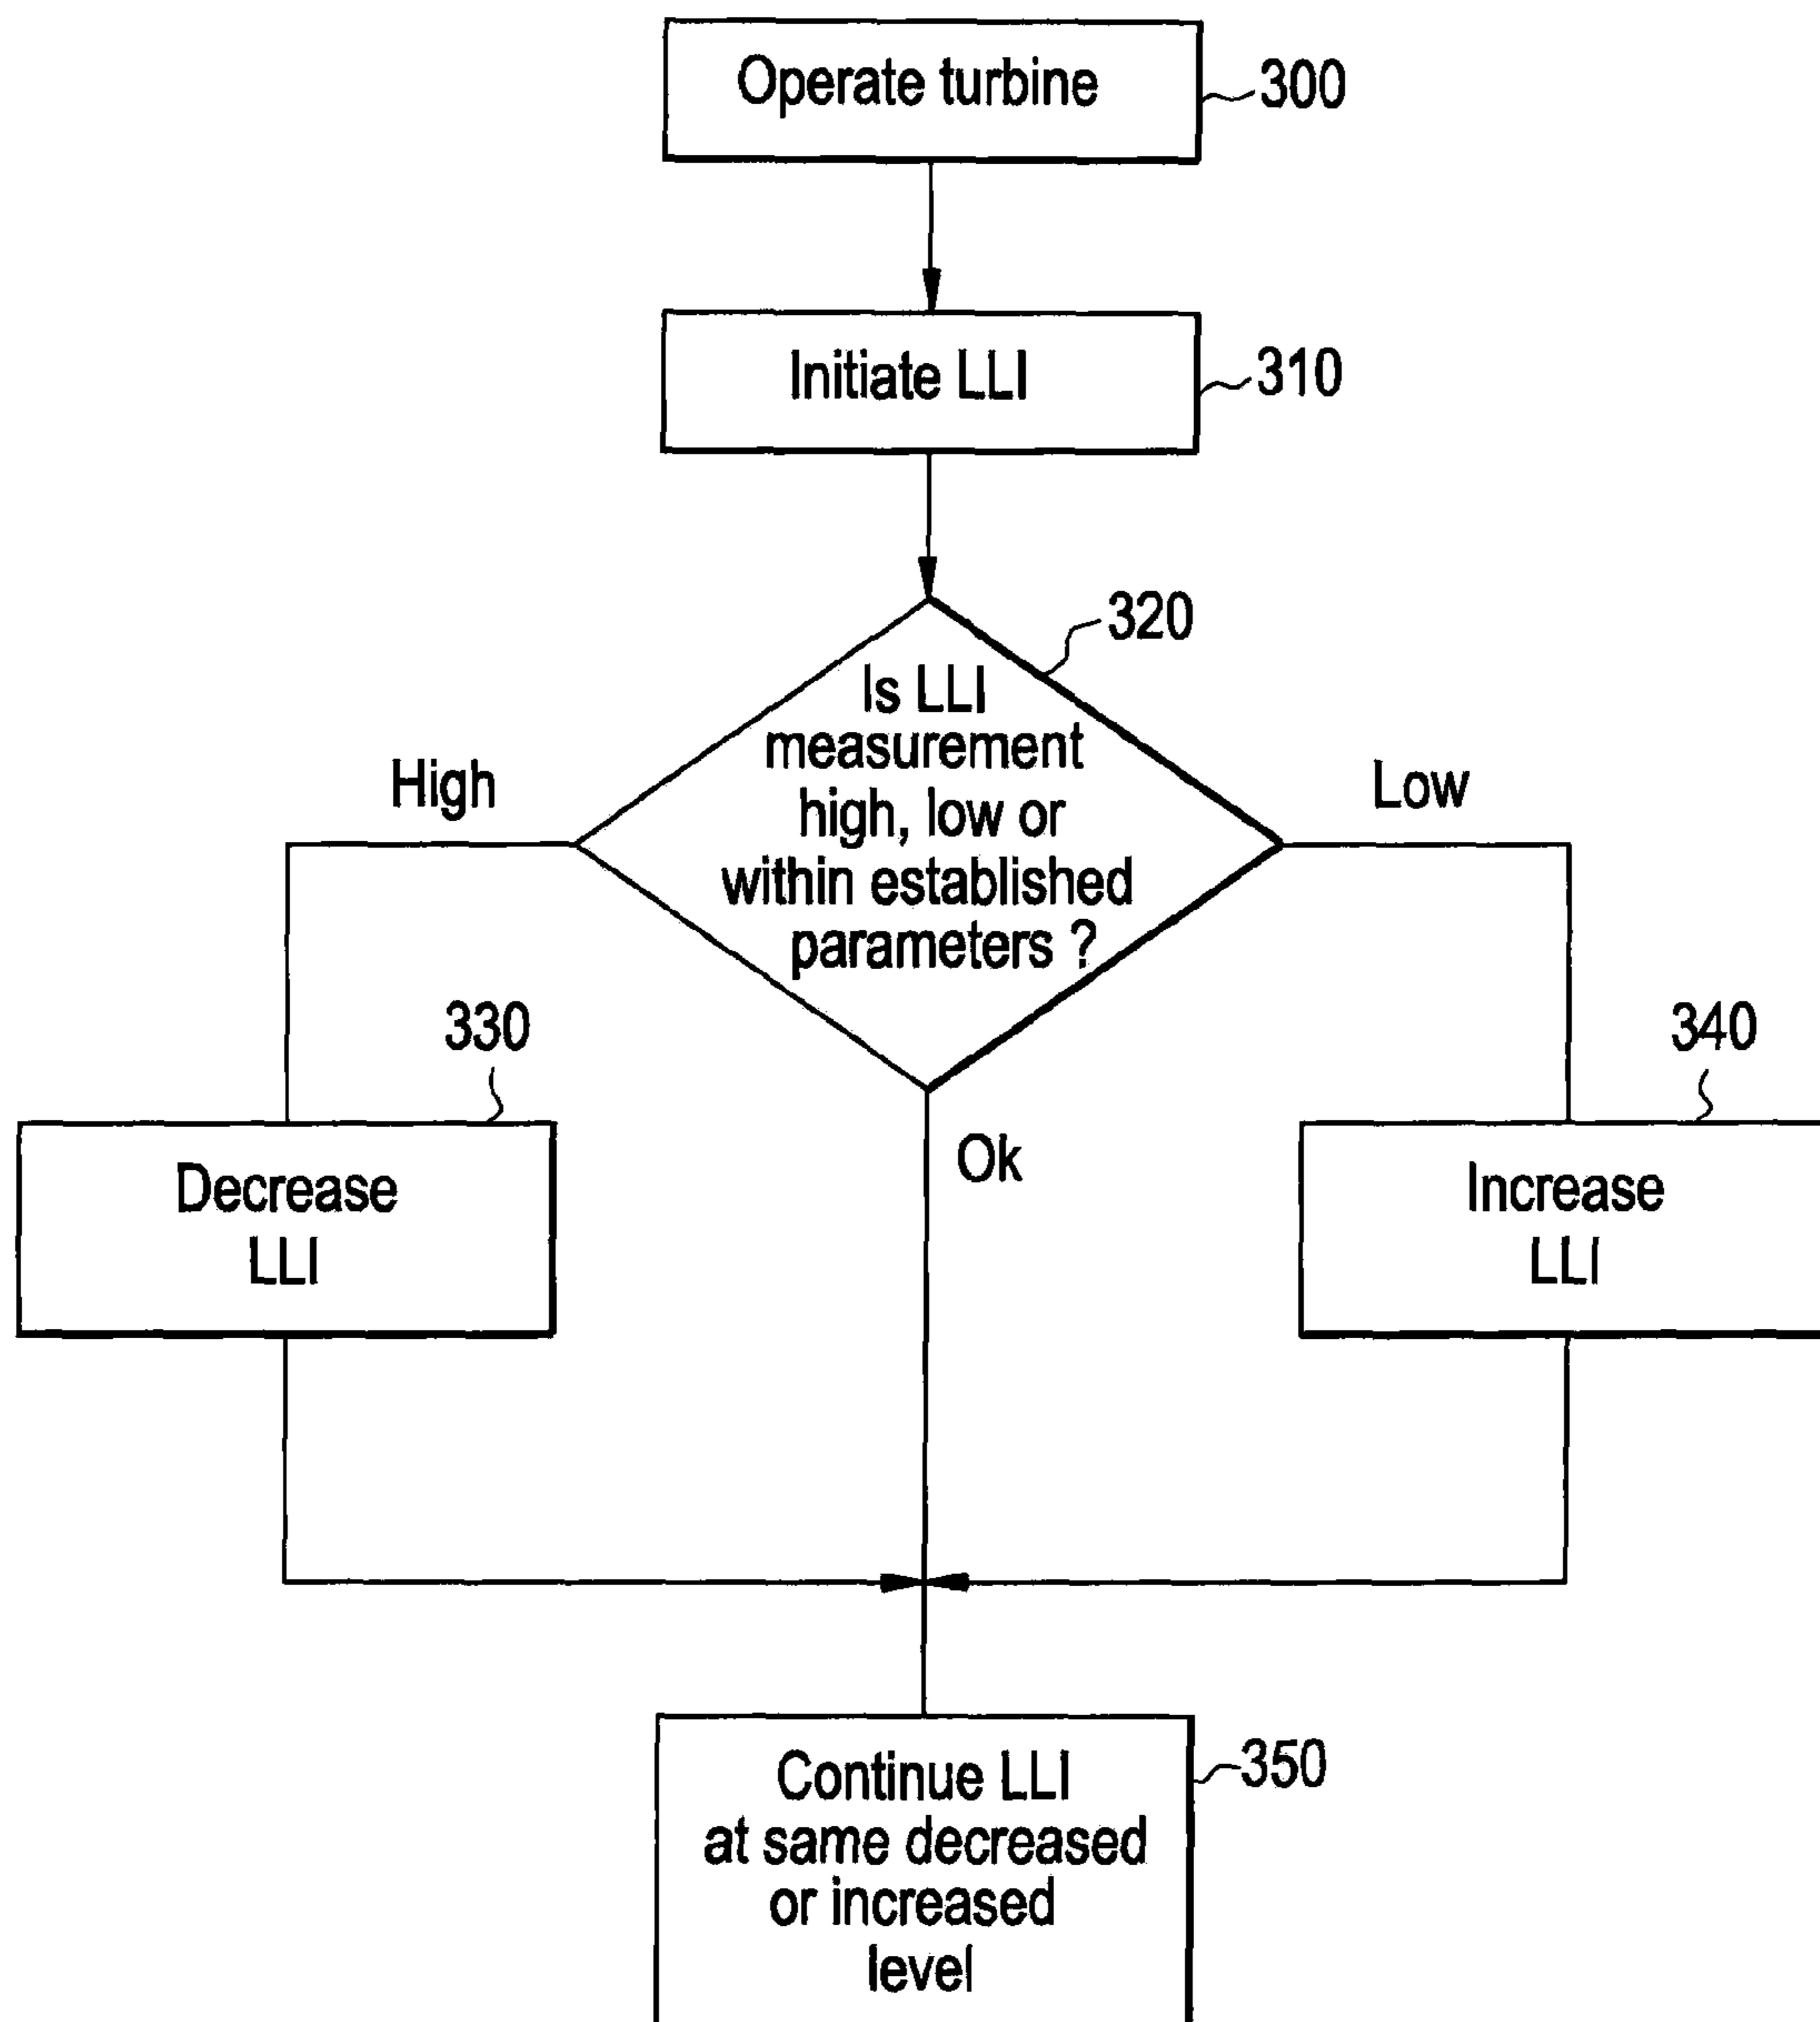 Operate turbine
300
Initiate LLI
310
320
Is LLI
measurement
high, low or
within established
parameters ?
High
Low
330
340
Ok
Decrease
LLI
Increase
LLI
Continue LLI
at same decreased
or increased
level
350